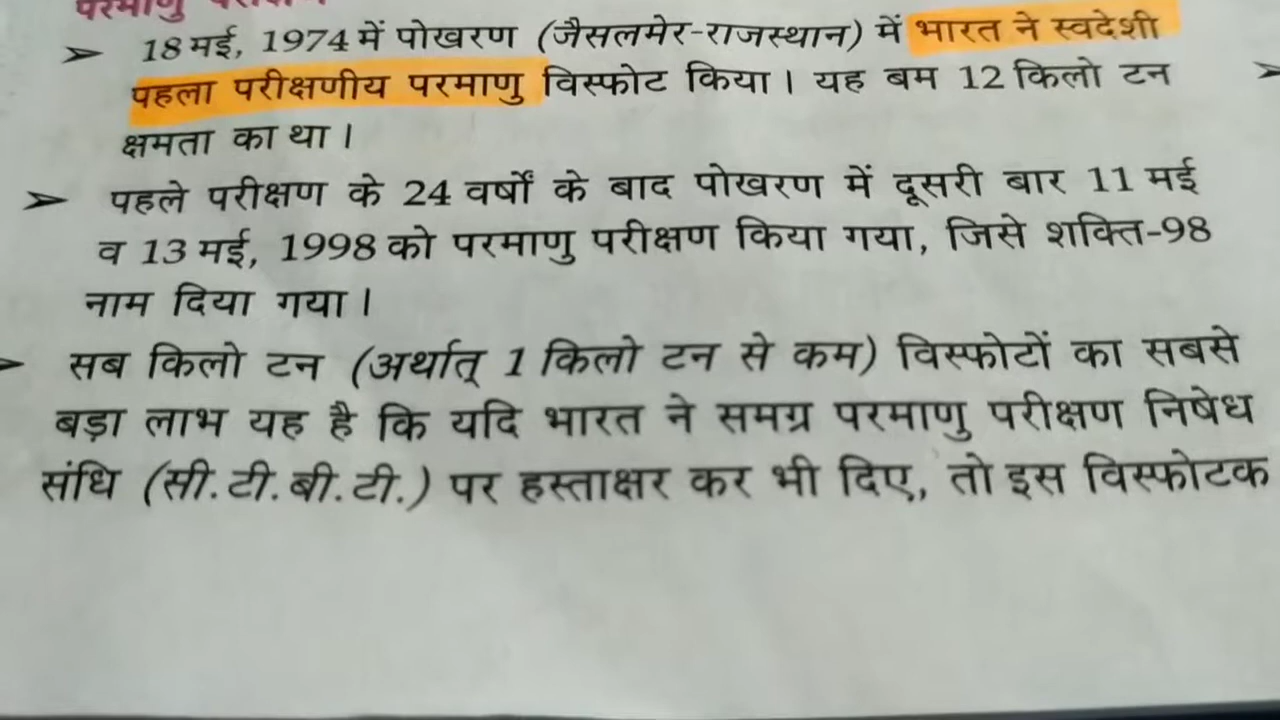 परमाणु परीक्षण
➤ 18 मई, 1974 में पोखरण (जैसलमेर-राजस्थान) में भारत ने स्वदेशी
पहला परीक्षणीय परमाणु विस्फोट किया। यह बम 12 किलो टन
क्षमता का था।
➤ पहले परीक्षण के 24 वर्षों के बाद पोखरण में दूसरी बार 11 मई
व 13 मई, 1998 को परमाणु परीक्षण किया गया, जिसे शक्ति-98
नाम दिया गया।
➤ सब किलो टन (अर्थात् 1 किलो टन से कम) विस्फोटों का सबसे
बड़ा लाभ यह है कि यदि भारत ने समग्र परमाणु परीक्षण निषेध
संधि (सी.टी.बी.टी.) पर हस्ताक्षर कर भी दिए, तो इस विस्फोटक